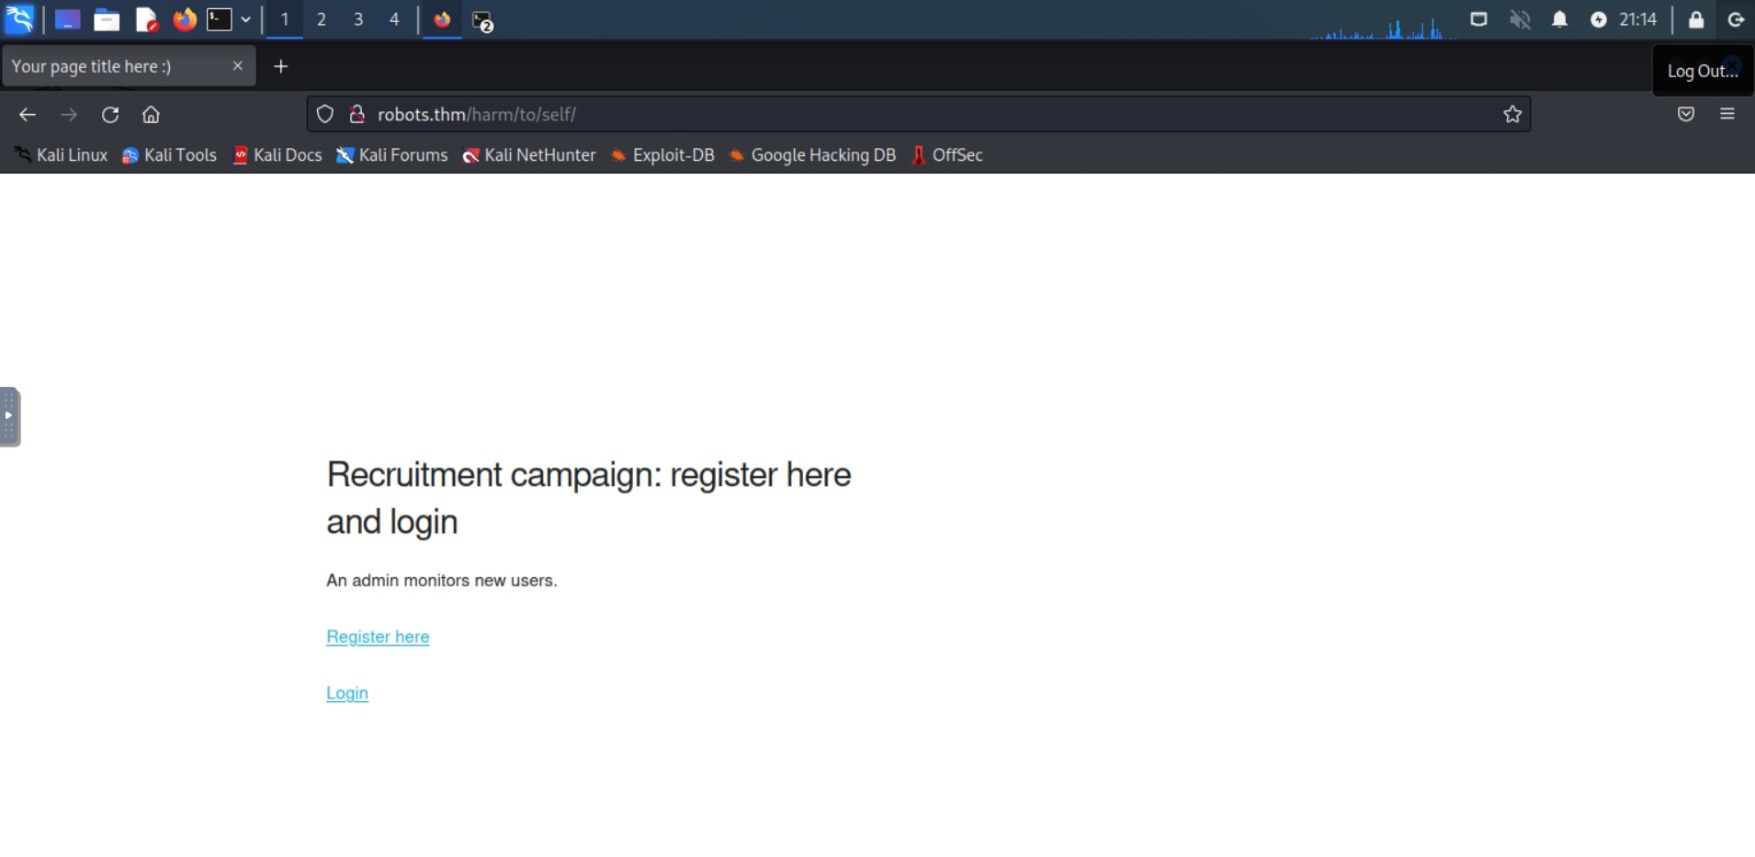 1 2 3 4 2 21:14
Your page title here :)
Log Out...
robots.thm/harm/to/self/
Kali Linux Kali Tools Kali Docs Kali Forums Kali NetHunter Exploit-DB Google Hacking DB OffSec
Recruitment campaign: register here
and login
An admin monitors new users.
Register here
Login